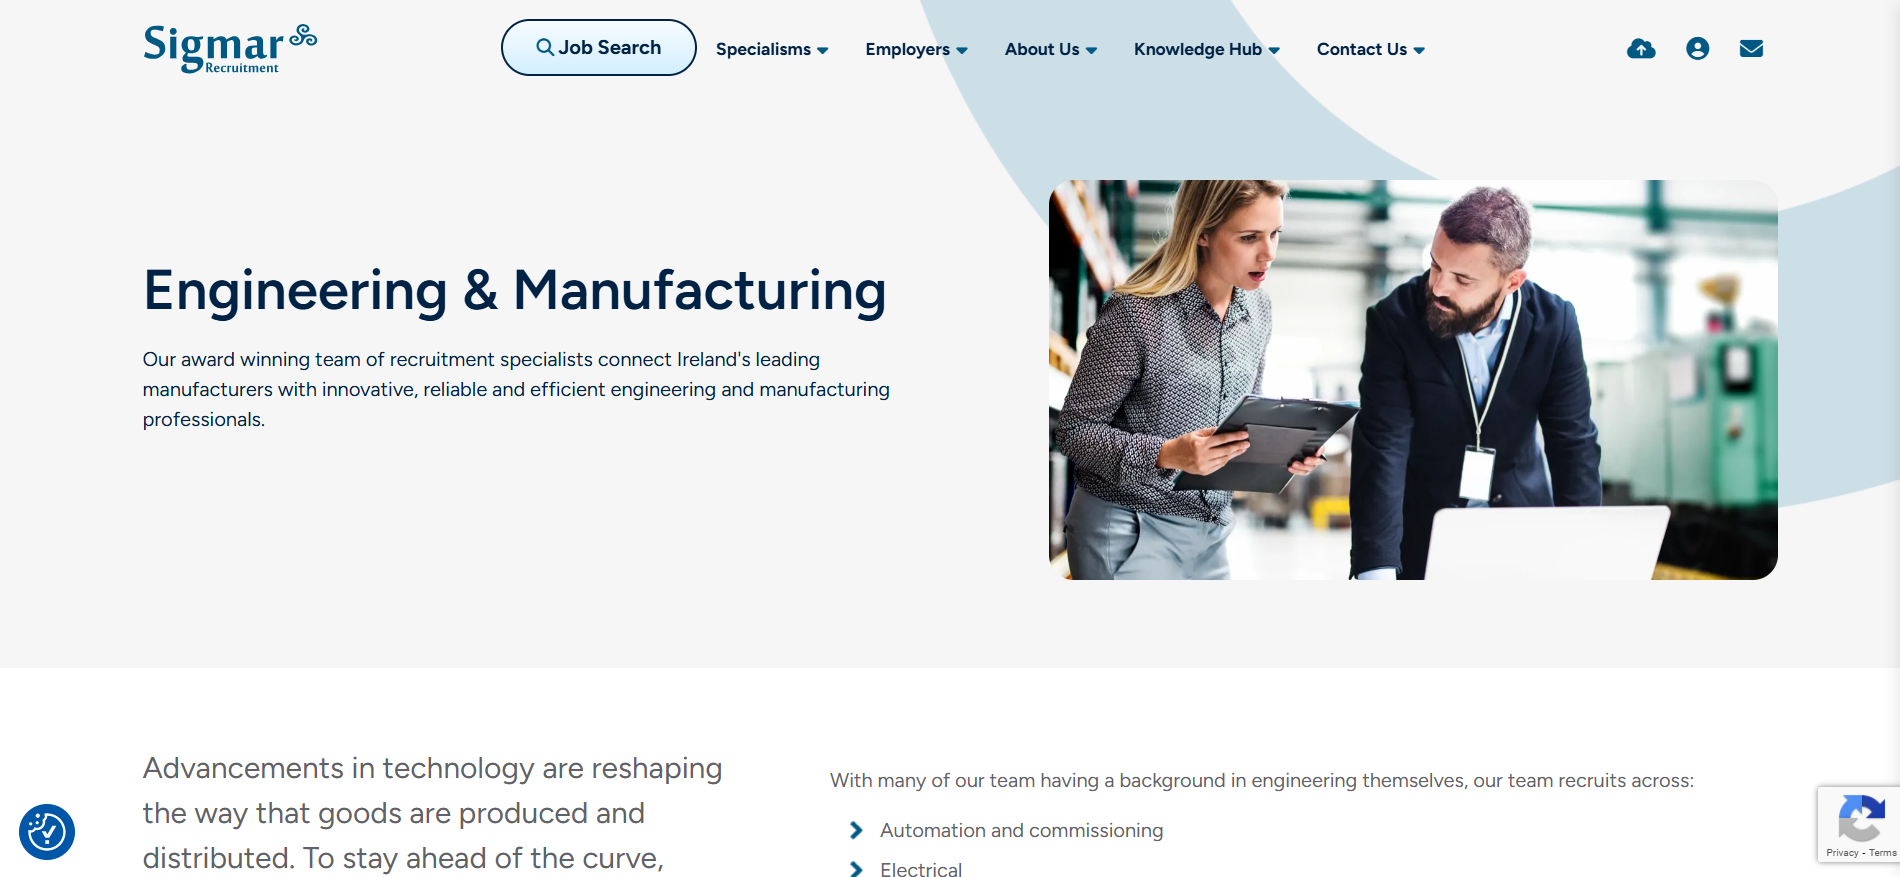 Sigmar
Recruitment
Job Search
Specialisms
Employers
About Us
Knowledge Hub
Contact Us
Engineering & Manufacturing
Our award winning team of recruitment specialists connect Ireland's leading
manufacturers with innovative, reliable and efficient engineering and manufacturing
professionals.
Advancements in technology are reshaping
the way that goods are produced and
distributed. To stay ahead of the curve,
With many of our team having a background in engineering themselves, our team recruits across:
Automation and commissioning
Electrical
Privacy - Terms